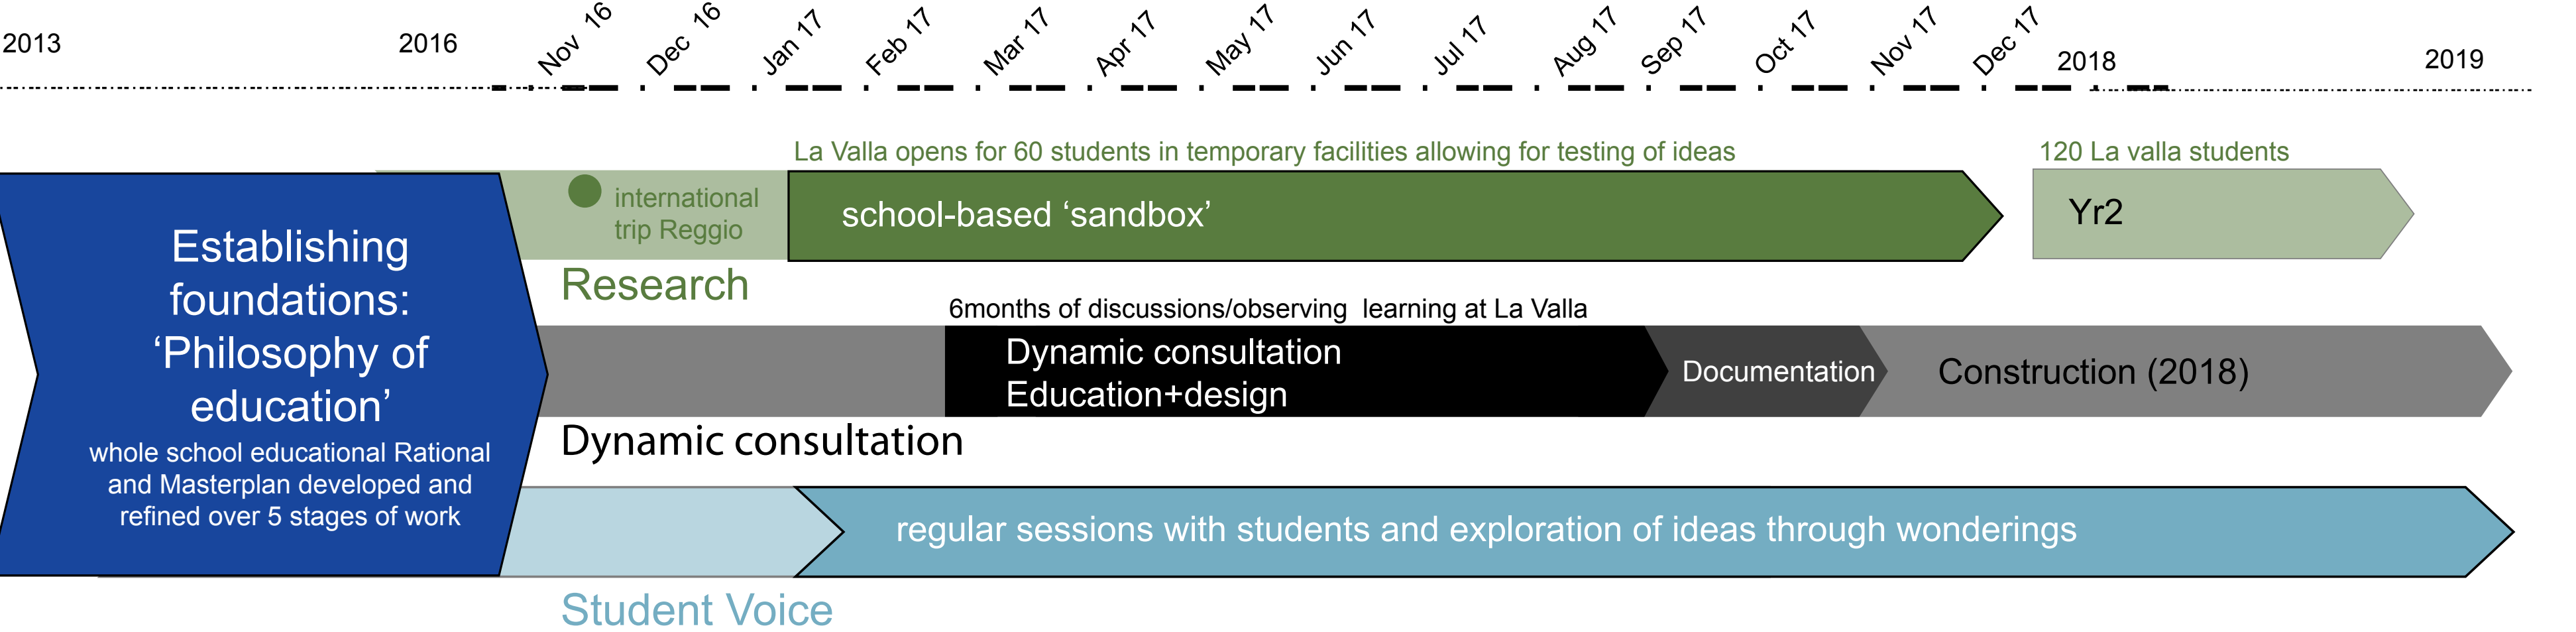 2013
2016
Nov 16
Dec 16
Jan 17
Feb 17
Mar 17
Apr 17
May 17
Jun 17
Jul 17
Aug 17
Sep 17
Oct 17
Nov 17
Dec 17
2018
2019
La Valla opens for 60 students in temporary facilities allowing for testing of ideas
120 La valla students
international
trip Reggio
school-based ‘sandbox’
Yr2
Research
Establishing
foundations:
‘Philosophy of
education’
whole school educational Rational
and Masterplan developed and
refined over 5 stages of work
6months of discussions/observing  learning at La Valla
Dynamic consultation
Education+design
Documentation
Construction (2018)
Dynamic consultation
regular sessions with students and exploration of ideas through wonderings
Student Voice